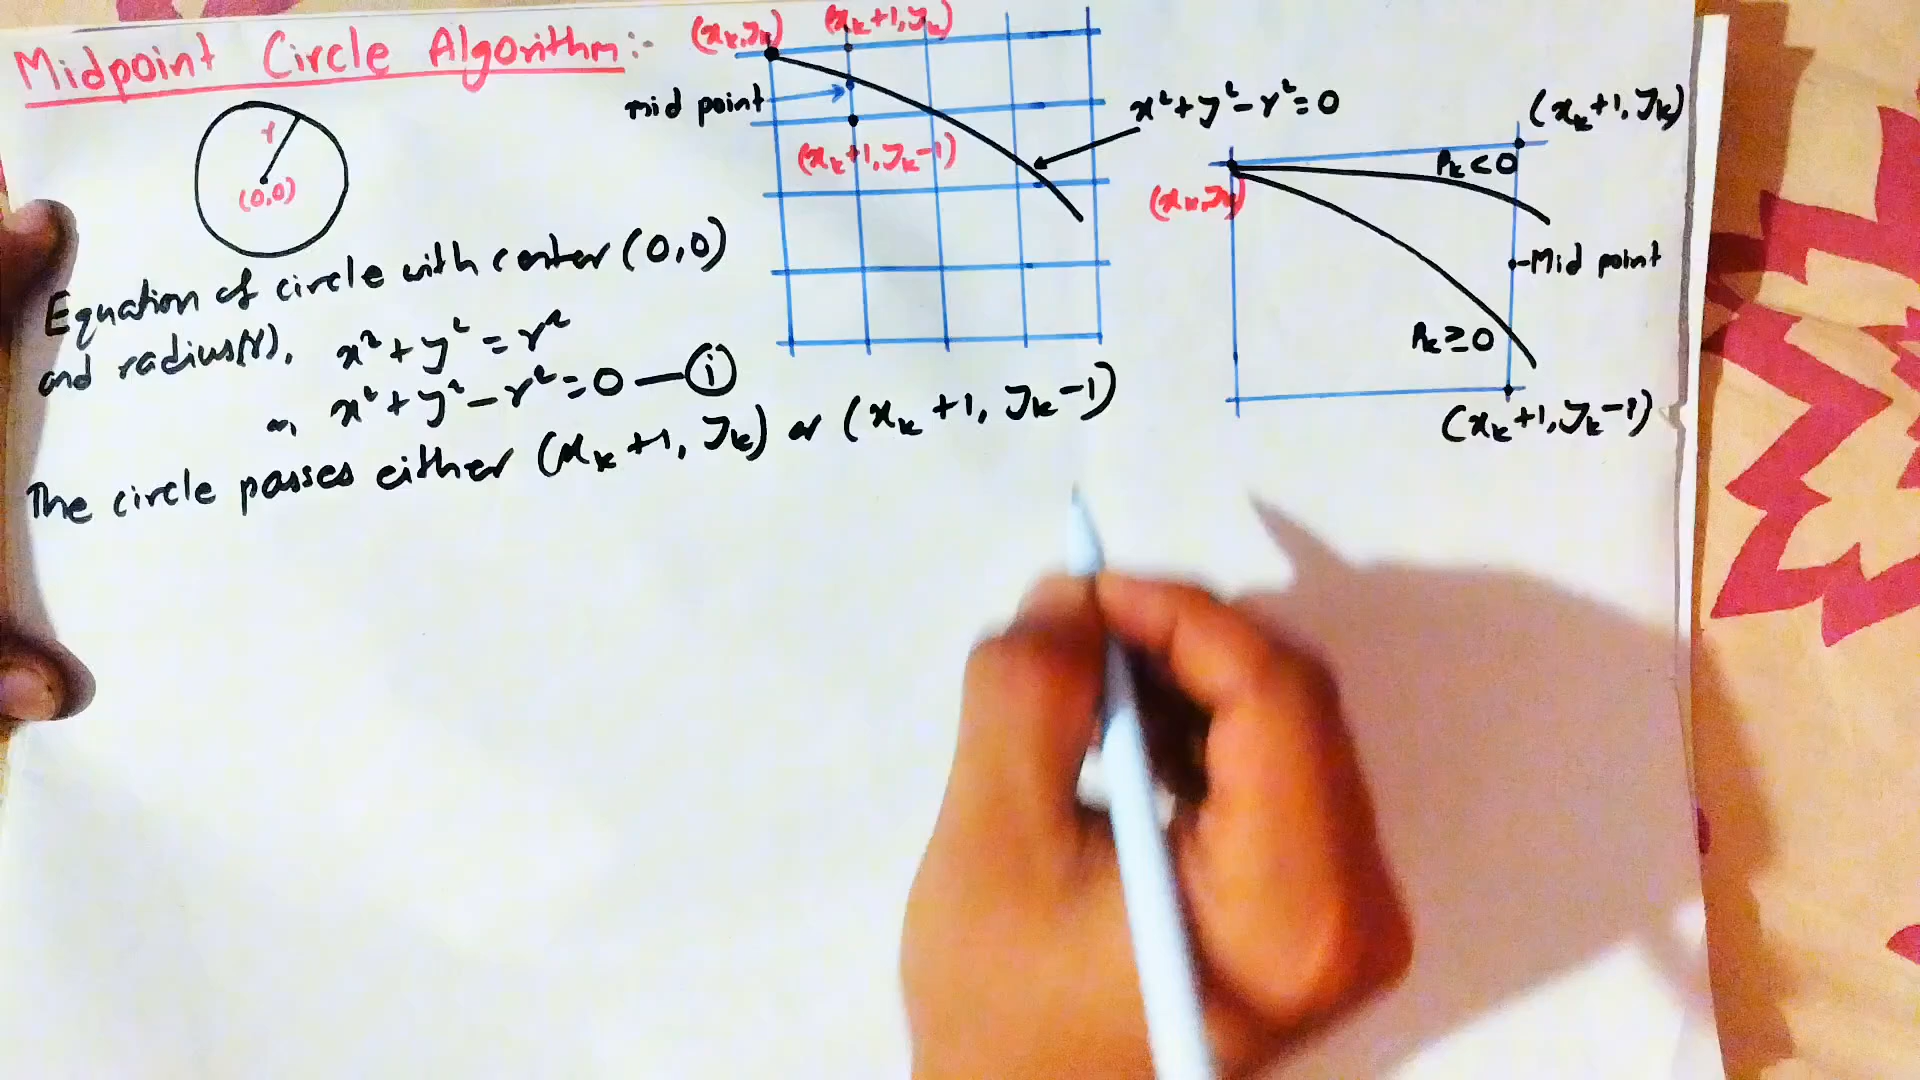 Midpoint Circle Algorithm:-
r
(0,0)
(xₖ,yₖ)
(xₖ+1,yₖ)
mid point
(xₖ+1,yₖ-1)
x²+y²-r²=0
(xₖ+1,yₖ)
Pₖ<0
(xₖ,yₖ)
Mid point
Pₖ≥0
(xₖ+1,yₖ-1)
Equation of circle with center (0,0)
and radius(r), x²+y²=r²
x²+y²-r²=0 — (i)
The circle passes either (xₖ+1, yₖ) or (xₖ+1, yₖ-1)